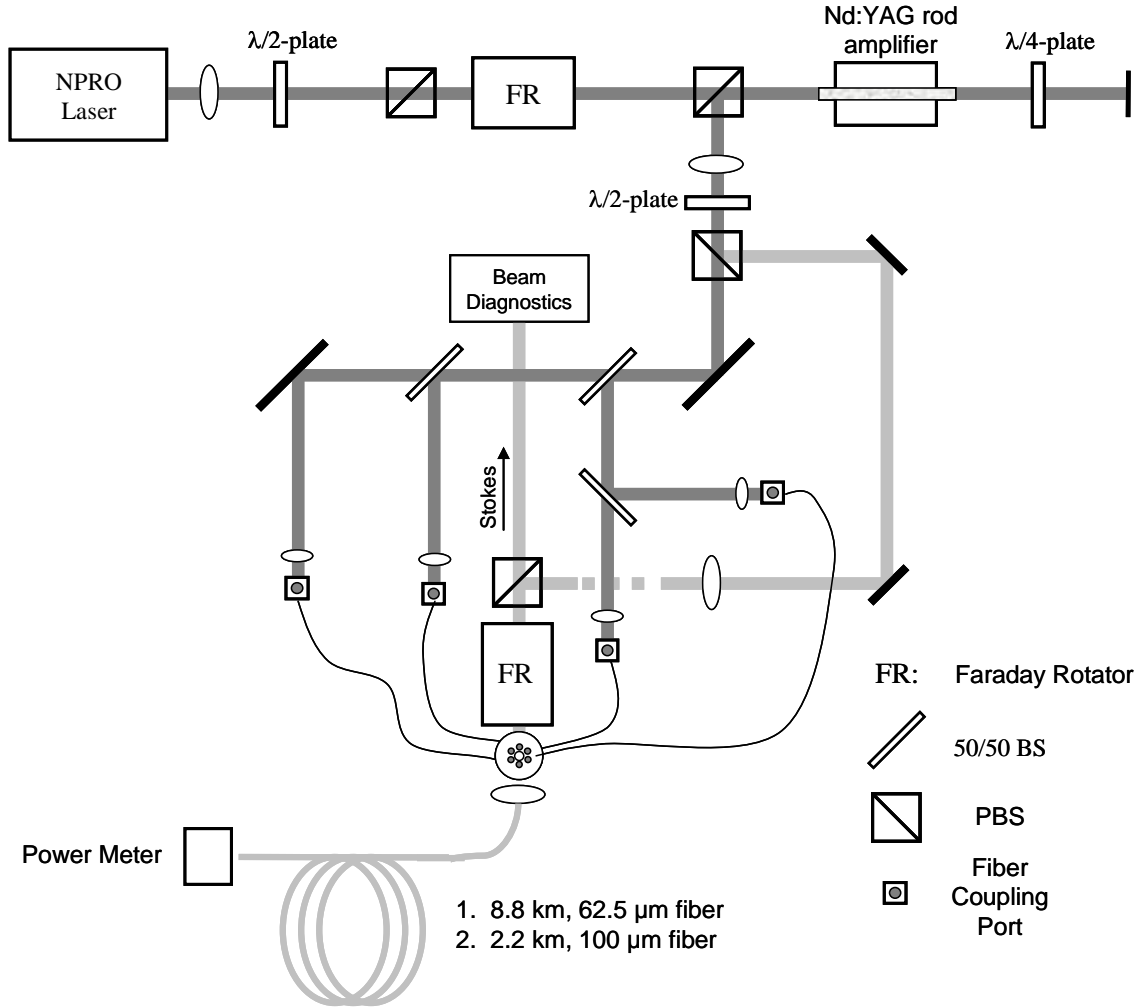 Nd:YAG rod
amplifier
λ/2-plate
λ/4-plate
NPRO
Laser
FR
λ/2-plate
Beam
Diagnostics
Stokes
FR
FR: Faraday Rotator
50/50 BS
PBS
Fiber
Coupling
Port
Power Meter
1. 8.8 km, 62.5 µm fiber
2. 2.2 km, 100 µm fiber